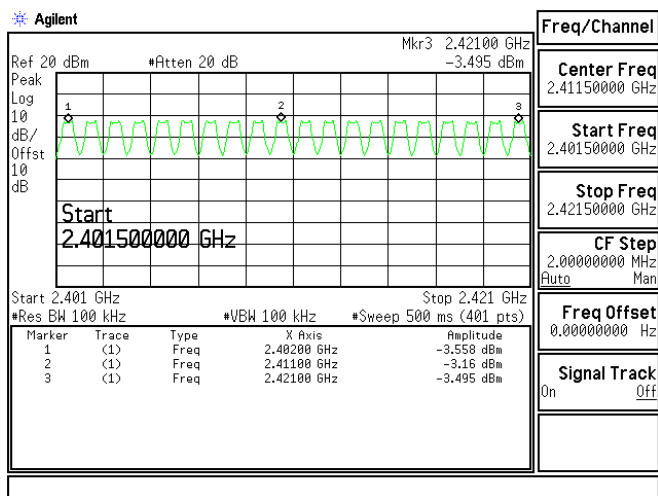 Agilent
Freq/Channel
Mkr3 2.42100 GHz
Ref 20 dBm #Atten 20 dB -3.495 dBm
Peak
Log
10
dB/
Offst
10
dB
1 2 3
Start
2.401500000 GHz
Start 2.401 GHz Stop 2.421 GHz
#Res BW 100 kHz #VBW 100 kHz #Sweep 500 ms (401 pts)
Marker Trace Type X Axis Amplitude
1 (1) Freq 2.40200 GHz -3.558 dBm
2 (1) Freq 2.41100 GHz -3.16 dBm
3 (1) Freq 2.42100 GHz -3.495 dBm
Center Freq
2.41150000 GHz
Start Freq
2.40150000 GHz
Stop Freq
2.42150000 GHz
CF Step
2.00000000 MHz
Auto Man
Freq Offset
0.00000000 Hz
Signal Track
On Off